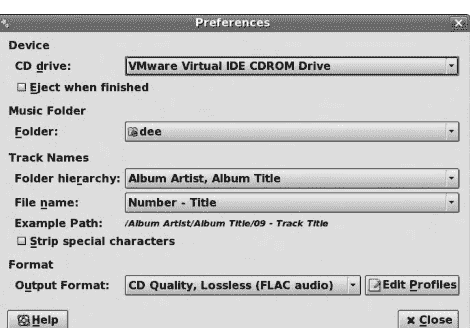 Preferences
Device
CD drive: VMware Virtual IDE CDROM Drive
Eject when finished
Music Folder
Folder: dee
Track Names
Folder hierarchy: Album Artist, Album Title
File name: Number - Title
Example Path: /Album Artist/Album Title/09 - Track Title
Strip special characters
Format
Output Format: CD Quality, Lossless (FLAC audio) Edit Profiles
Help Close